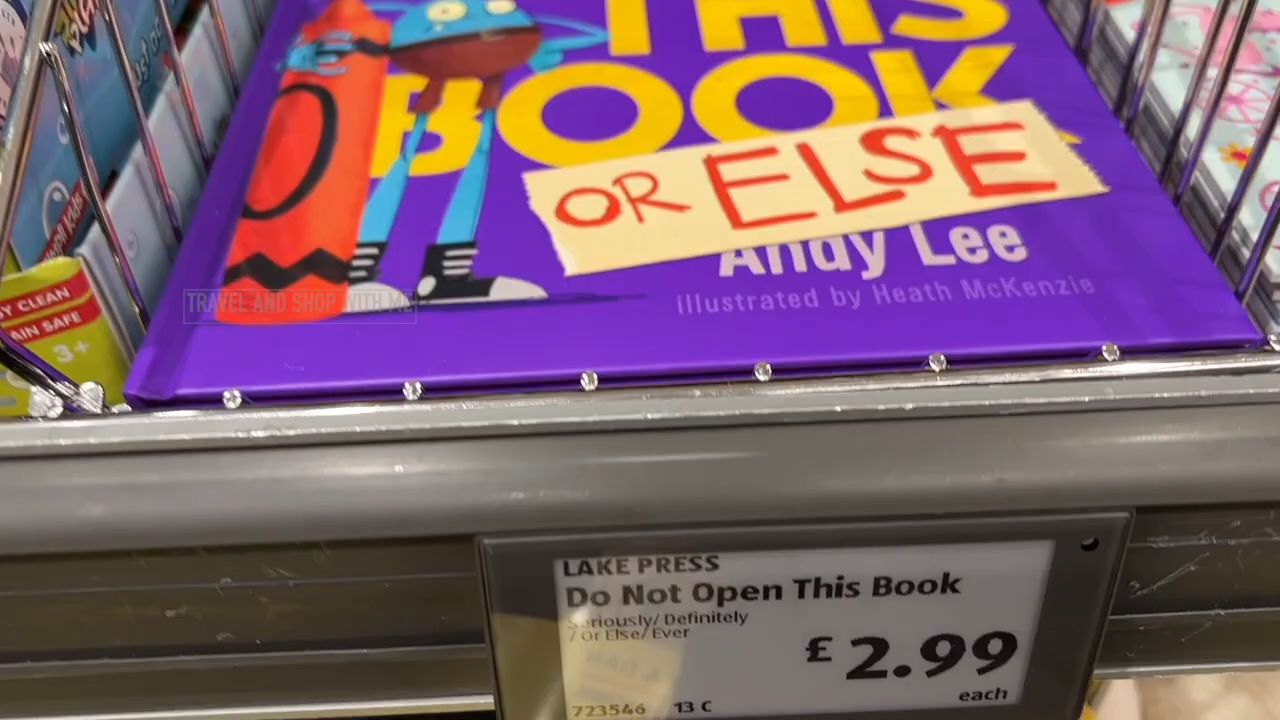 THIS
BOOK
OR ELSE
Andy Lee
illustrated by Heath McKenzie
TRAVEL AND SHOP WITH ME
Y CLEAN
AIN SAFE
3+
LAKE PRESS
Do Not Open This Book
Seriously/ Definitely
/ Or Else/ Ever
£2.99
each
723546 13 C